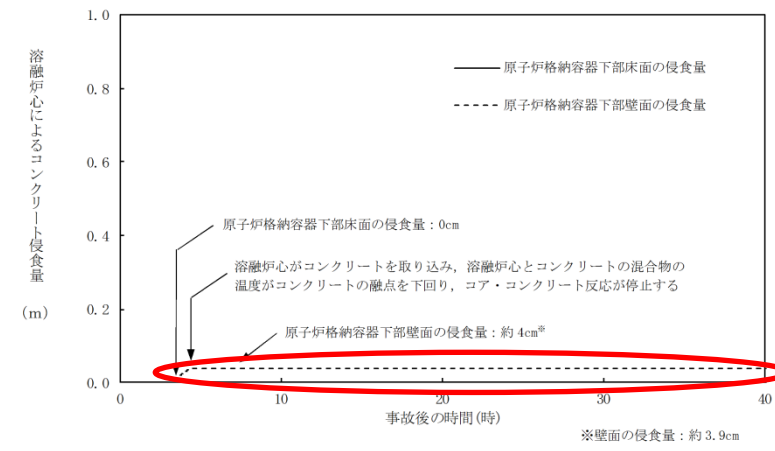 1.0
0.8
0.6
0.4
0.2
0.0
溶融炉心によるコンクリート侵食量
(m)
原子炉格納容器下部床面の侵食量
原子炉格納容器下部壁面の侵食量
原子炉格納容器下部床面の侵食量：0cm
溶融炉心がコンクリートを取り込み，溶融炉心とコンクリートの混合物の
温度がコンクリートの融点を下回り，コア・コンクリート反応が停止する
原子炉格納容器下部壁面の侵食量：約4cm※
0 10 20 30 40
事故後の時間(時)
※壁面の侵食量：約3.9cm